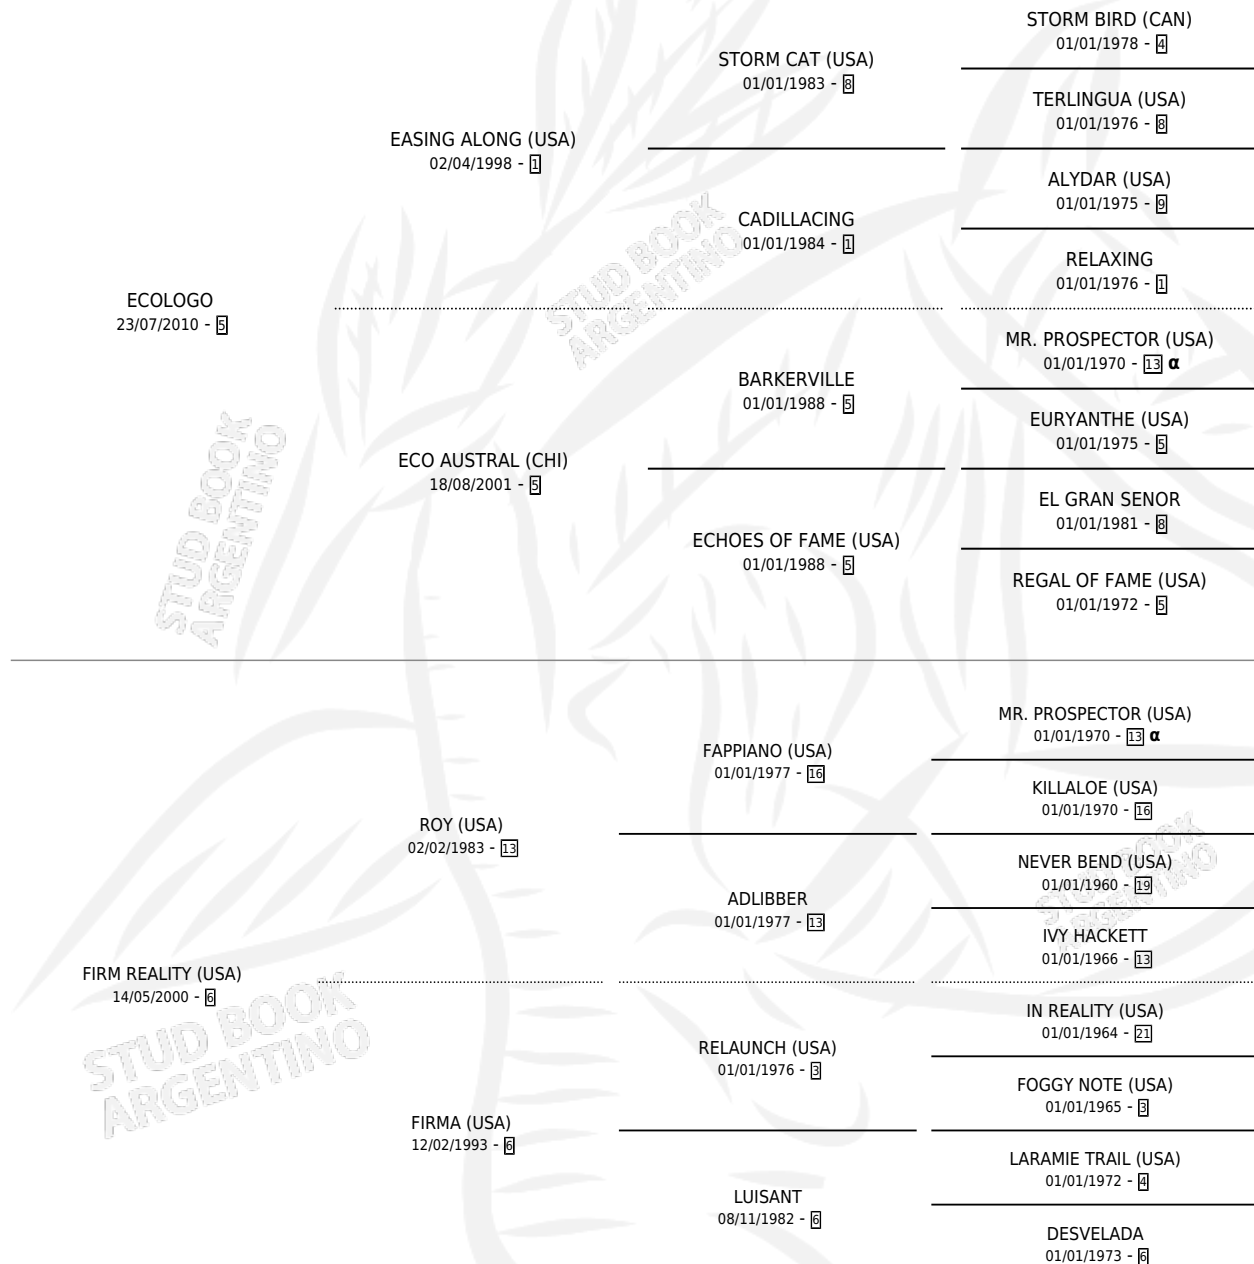 STORM BIRD (CAN)
01/01/1978 - 4
STORM CAT (USA)
01/01/1983 - 8
TERLINGUA (USA)
01/01/1976 - 8
EASING ALONG (USA)
02/04/1998 - 1
ALYDAR (USA)
01/01/1975 - 9
CADILLACING
01/01/1984 - 1
RELAXING
01/01/1976 - 1
STUD BOOK
ARGENTINO
ECOLOGO
23/07/2010 - 5
MR. PROSPECTOR (USA)
01/01/1970 - 13 α
BARKERVILLE
01/01/1988 - 5
EURYANTHE (USA)
01/01/1975 - 5
ECO AUSTRAL (CHI)
18/08/2001 - 5
EL GRAN SENOR
01/01/1981 - 8
ECHOES OF FAME (USA)
01/01/1988 - 5
REGAL OF FAME (USA)
01/01/1972 - 5
STUD BOOK
ARGENTINO
MR. PROSPECTOR (USA)
01/01/1970 - 13 α
FAPPIANO (USA)
01/01/1977 - 16
KILLALOE (USA)
01/01/1970 - 16
ROY (USA)
02/02/1983 - 13
NEVER BEND (USA)
01/01/1960 - 19
ADLIBBER
01/01/1977 - 13
IVY HACKETT
01/01/1966 - 13
STUD BOOK
ARGENTINO
FIRM REALITY (USA)
14/05/2000 - 6
IN REALITY (USA)
01/01/1964 - 21
RELAUNCH (USA)
01/01/1976 - 3
FOGGY NOTE (USA)
01/01/1965 - 3
STUD BOOK
ARGENTINO
FIRMA (USA)
12/02/1993 - 6
LARAMIE TRAIL (USA)
01/01/1972 - 4
LUISANT
08/11/1982 - 6
DESVELADA
01/01/1973 - 6